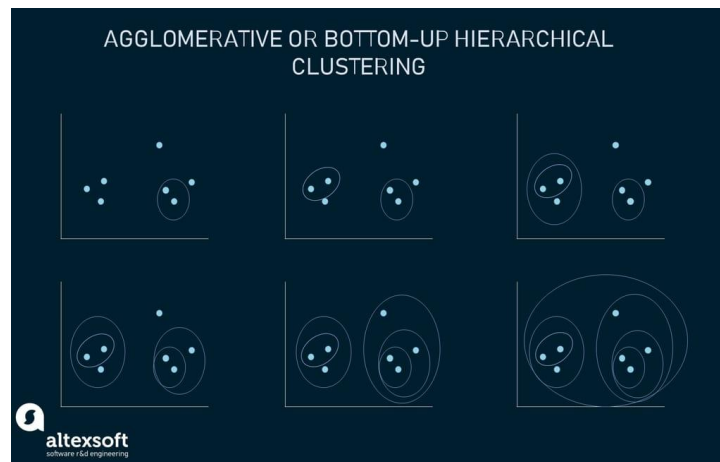 AGGLOMERATIVE OR BOTTOM-UP HIERARCHICAL
CLUSTERING
altexsoft
software r&d engineering